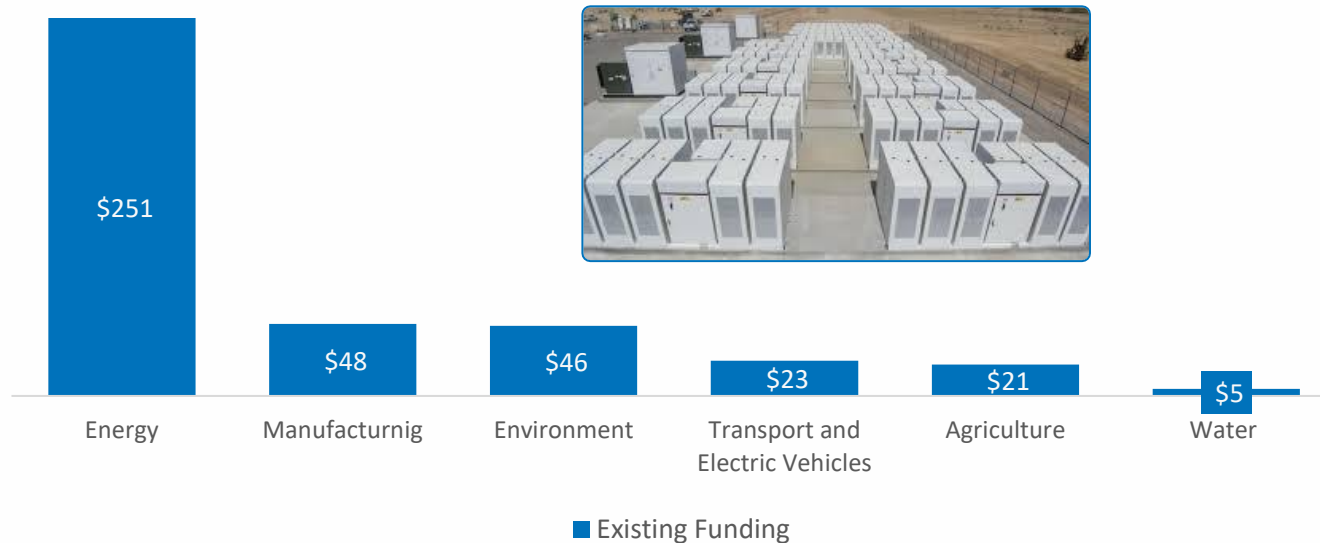 $251
$48
$46
$23
$21
$5
Energy
Manufacturnig
Environment
Transport and
Electric Vehicles
Agriculture
Water
Existing Funding